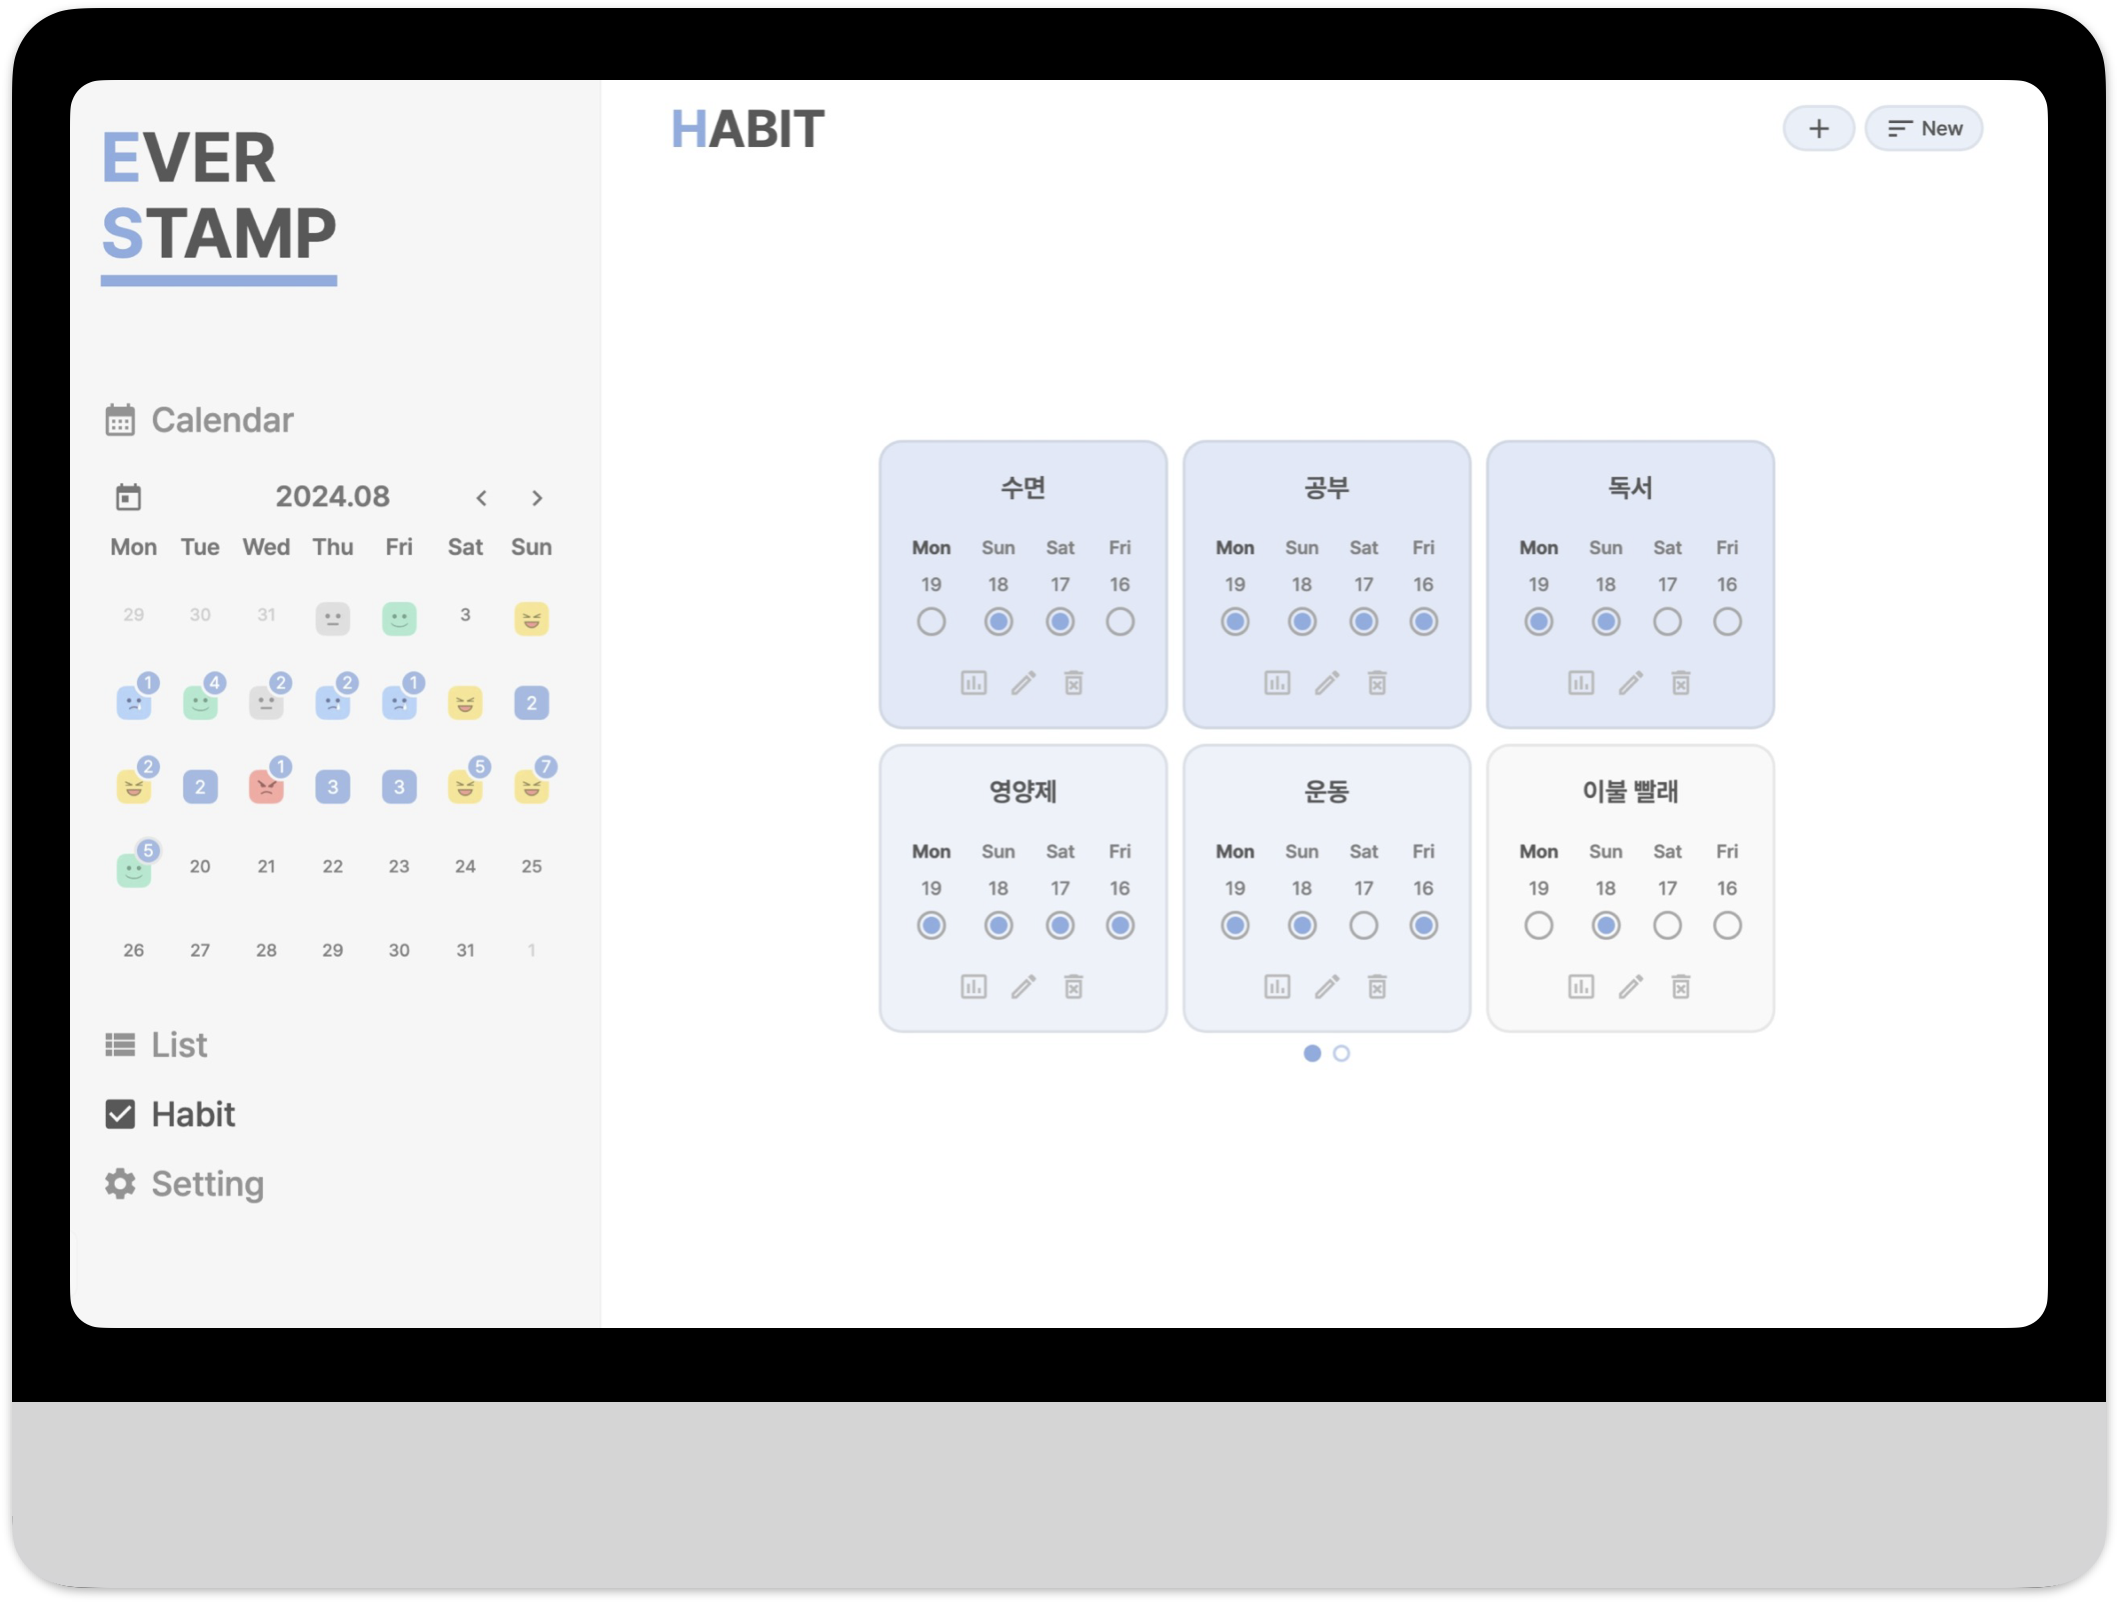 EVER
STAMP
Calendar
2024.08
Mon Tue Wed Thu Fri Sat Sun
29 30 31 3
1 4 2 2 1 2
2 2 1 3 3 5 7
5 20 21 22 23 24 25
26 27 28 29 30 31 1
List
Habit
Setting
HABIT
+ New
수면
Mon Sun Sat Fri
19 18 17 16
공부
Mon Sun Sat Fri
19 18 17 16
독서
Mon Sun Sat Fri
19 18 17 16
영양제
Mon Sun Sat Fri
19 18 17 16
운동
Mon Sun Sat Fri
19 18 17 16
이불 빨래
Mon Sun Sat Fri
19 18 17 16